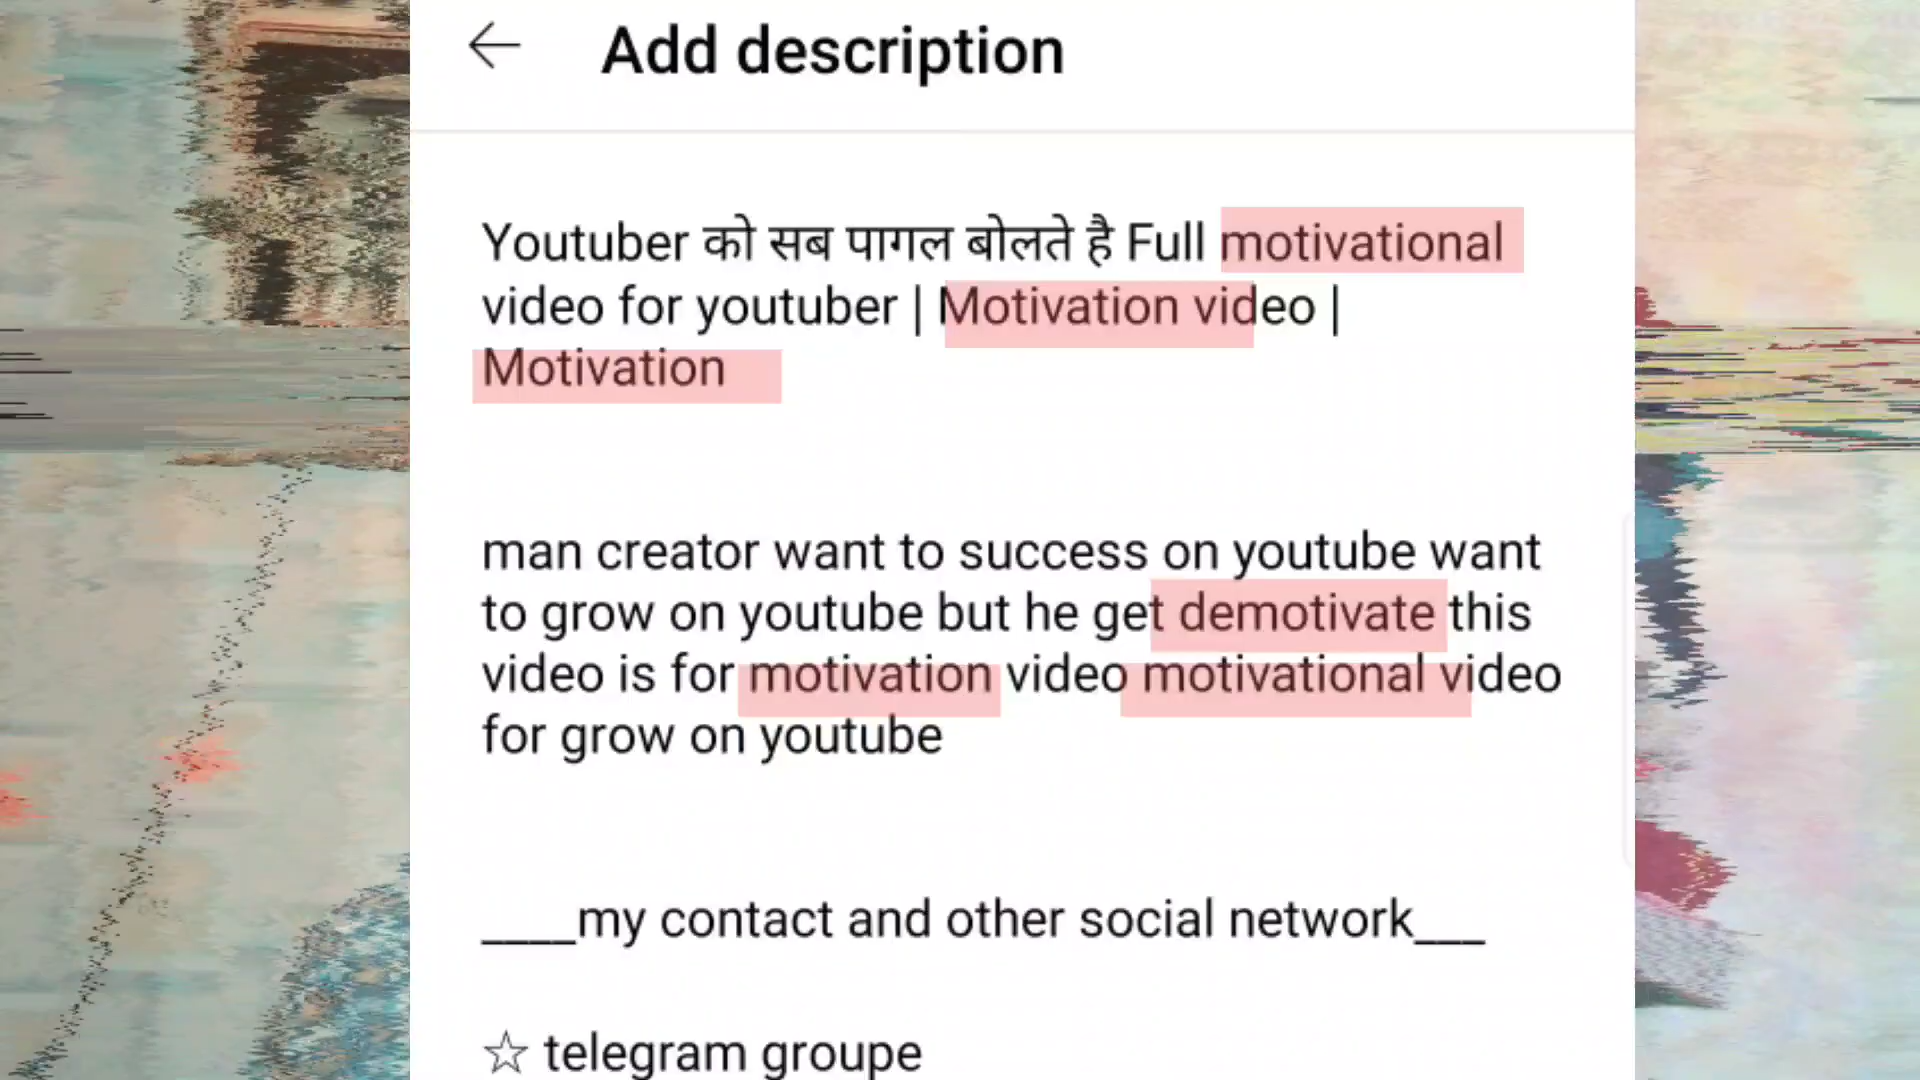 Add description
Youtuber को सब पागल बोलते है Full motivational
video for youtuber | Motivation video |
Motivation
man creator want to success on youtube want
to grow on youtube but he get demotivate this
video is for motivation video motivational video
for grow on youtube
____my contact and other social network___
☆ telegram groupe